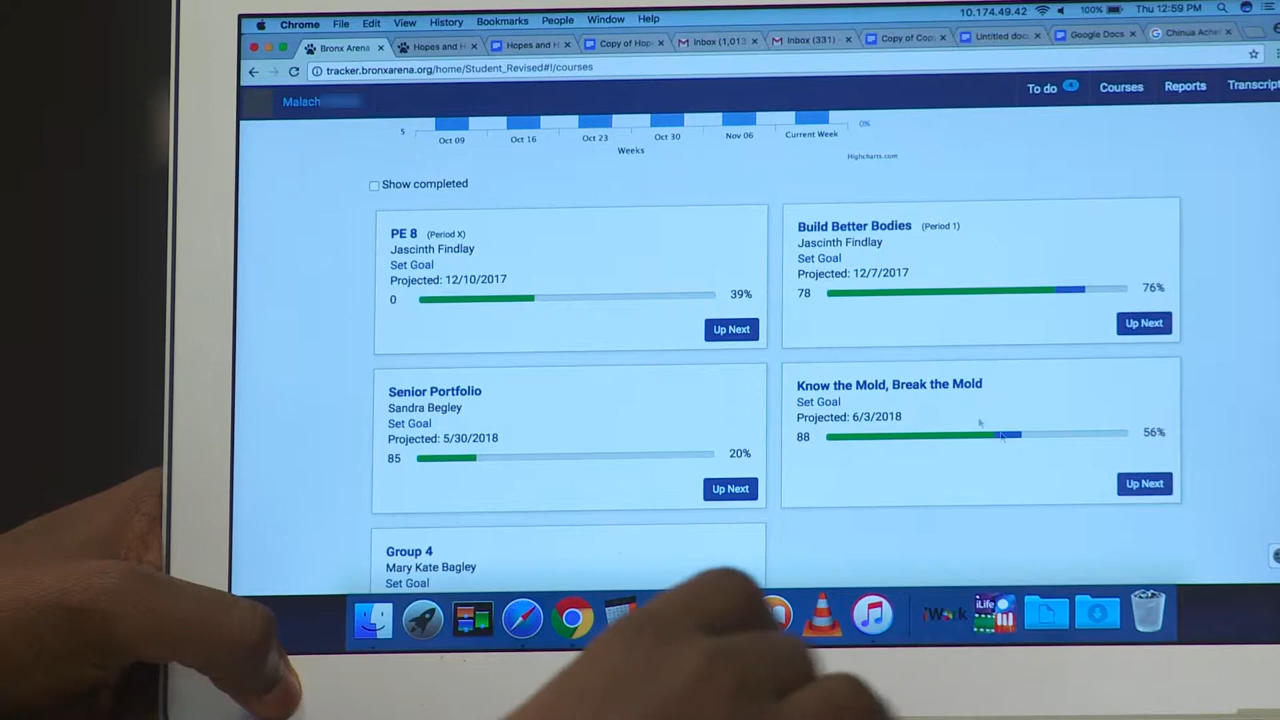 Chrome File Edit View History Bookmarks People Window Help 10.174.49.42 100% Thu 12:59 PM
Bronx Arena Hopes and H Hopes and H Copy of Hop Inbox (1,013 Inbox (331) - Copy of Cop Untitled doc Google Docs Chinua Ache
tracker.bronxarena.org/home/Student_Revised#!/courses
Malach To do Courses Reports Transcript
5 0%
Oct 09 Oct 16 Oct 23 Oct 30 Nov 06 Current Week
Weeks
Highcharts.com
Show completed
PE 8 (Period X)
Jascinth Findlay
Set Goal
Projected: 12/10/2017
0 39%
Up Next
Build Better Bodies (Period 1)
Jascinth Findlay
Set Goal
Projected: 12/7/2017
78 76%
Up Next
Senior Portfolio
Sandra Begley
Set Goal
Projected: 5/30/2018
85 20%
Up Next
Know the Mold, Break the Mold
Set Goal
Projected: 6/3/2018
88 56%
Up Next
Group 4
Mary Kate Bagley
Set Goal
iWork iLife